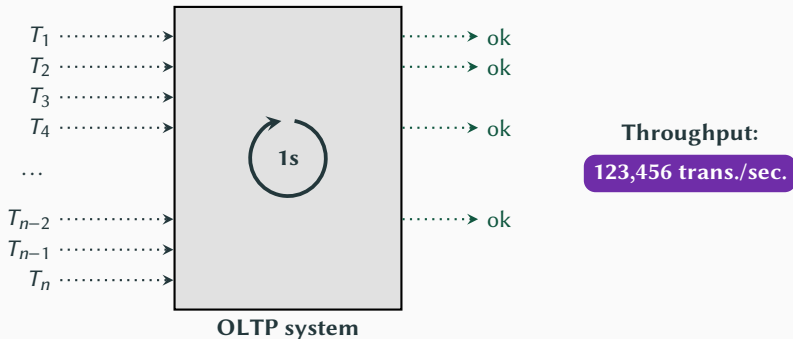 T₁
ok
T₂
ok
T₃
T₄
ok
1s
...
Tₙ₋₂
ok
Tₙ₋₁
Tₙ
OLTP system
Throughput:
123,456 trans./sec.